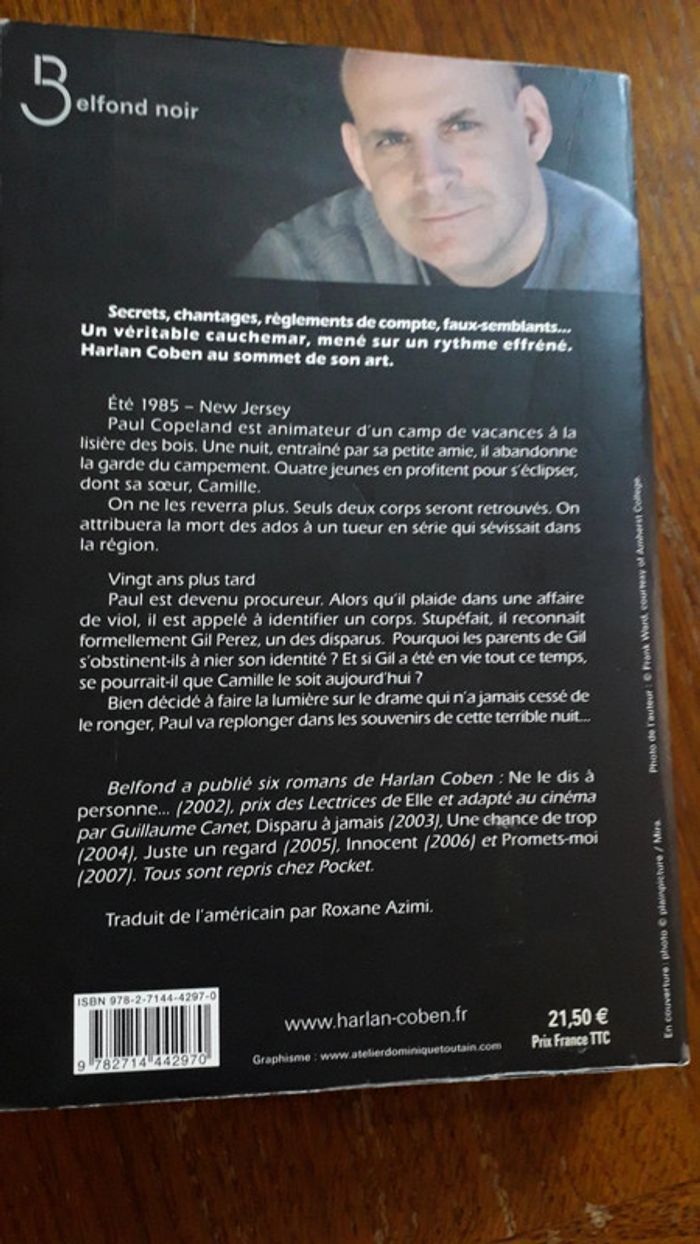 Belfond noir
Secrets, chantages, règlements de compte, faux-semblants...
Un véritable cauchemar, mené sur un rythme effréné.
Harlan Coben au sommet de son art.
Été 1985 – New Jersey
Paul Copeland est animateur d'un camp de vacances à la
lisière des bois. Une nuit, entraîné par sa petite amie, il abandonne
la garde du campement. Quatre jeunes en profitent pour s'éclipser,
dont sa sœur, Camille.
On ne les reverra plus. Seuls deux corps seront retrouvés. On
attribuera la mort des ados à un tueur en série qui sévissait dans
la région.
Vingt ans plus tard
Paul est devenu procureur. Alors qu'il plaide dans une affaire
de viol, il est appelé à identifier un corps. Stupéfait, il reconnaît
formellement Gil Perez, un des disparus. Pourquoi les parents de Gil
s'obstinent-ils à nier son identité ? Et si Gil a été en vie tout ce temps,
se pourrait-il que Camille le soit aujourd'hui ?
Bien décidé à faire la lumière sur le drame qui n'a jamais cessé de
le ronger, Paul va replonger dans les souvenirs de cette terrible nuit...
Belfond a publié six romans de Harlan Coben : Ne le dis à
personne... (2002), prix des Lectrices de Elle et adapté au cinéma
par Guillaume Canet, Disparu à jamais (2003), Une chance de trop
(2004), Juste un regard (2005), Innocent (2006) et Promets-moi
(2007). Tous sont repris chez Pocket.
Traduit de l'américain par Roxane Azimi.
ISBN 978-2-7144-4297-0
9 782714 442970
www.harlan-coben.fr
Graphisme : www.atelierdominiquetoutain.com
21,50 €
Prix France TTC
Photo de l'auteur : © Frank Ward, courtesy of Amherst College.
En couverture : photo © plainpicture / Mira.